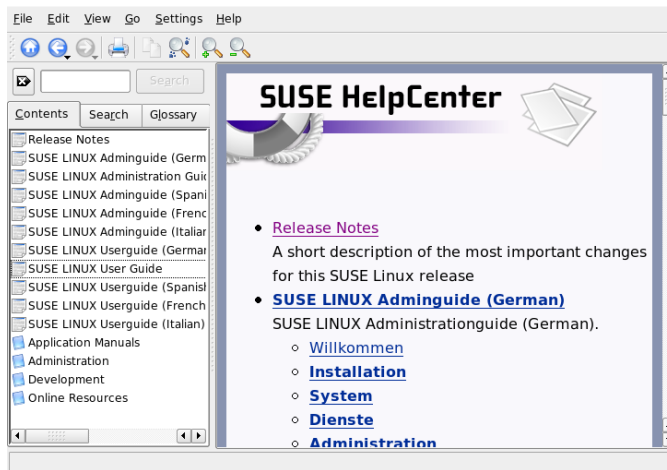 File Edit View Go Settings Help
Search
Contents Search Glossary
Release Notes
SUSE LINUX Adminguide (Germ
SUSE LINUX Administration Guid
SUSE LINUX Adminguide (Spani
SUSE LINUX Adminguide (Frenc
SUSE LINUX Adminguide (Italiar
SUSE LINUX Userguide (Germar
SUSE LINUX User Guide
SUSE LINUX Userguide (Spanish
SUSE LINUX Userguide (French
SUSE LINUX Userguide (Italian)
Application Manuals
Administration
Development
Online Resources
SUSE HelpCenter
Release Notes
A short description of the most important changes
for this SUSE Linux release
SUSE LINUX Adminguide (German)
SUSE LINUX Administrationguide (German).
Willkommen
Installation
System
Dienste
Administration